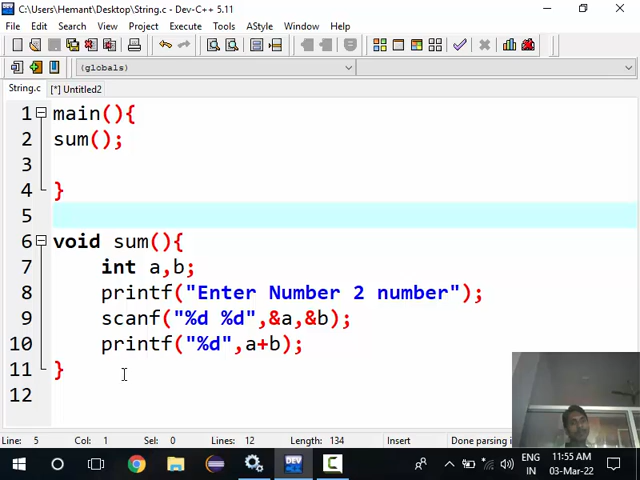 C:\Users\Hemant\Desktop\String.c - Dev-C++ 5.11
File Edit Search View Project Execute Tools AStyle Window Help
(globals)
String.c [*] Untitled2
1 main(){
2 sum();
3
4 }
5
6 void sum(){
7 int a,b;
8 printf("Enter Number 2 number");
9 scanf("%d %d",&a,&b);
10 printf("%d",a+b);
11 }
12
Line: 5 Col: 1 Sel: 0 Lines: 12 Length: 134 Insert Done parsing i
ENG 11:55 AM
IN 03-Mar-22